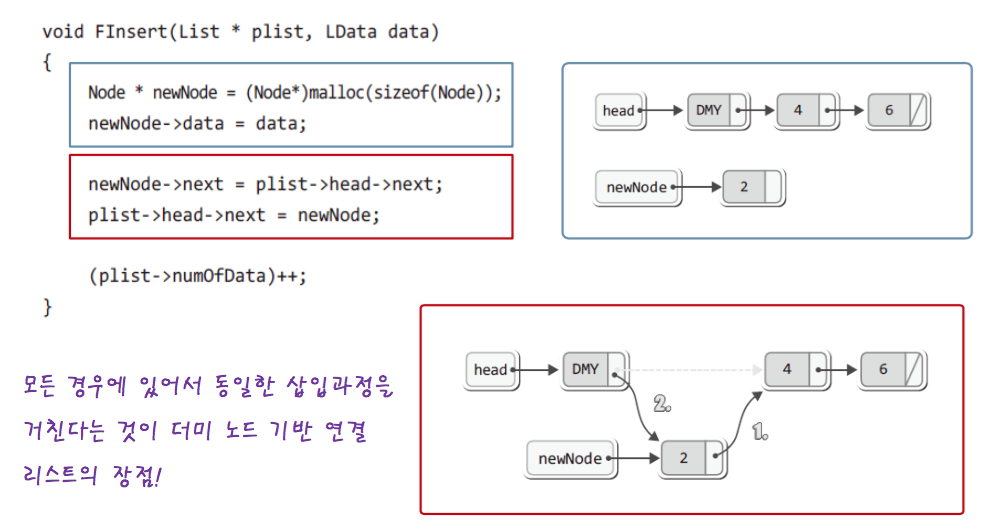 void FInsert(List * plist, LData data)
{
Node * newNode = (Node*)malloc(sizeof(Node));
newNode->data = data;
newNode->next = plist->head->next;
plist->head->next = newNode;
(plist->numOfData)++;
}
head DMY 4 6
newNode 2
head DMY 4 6
2. 1.
newNode 2
모든 경우에 있어서 동일한 삽입과정을
거친다는 것이 더미 노드 기반 연결
리스트의 장점!